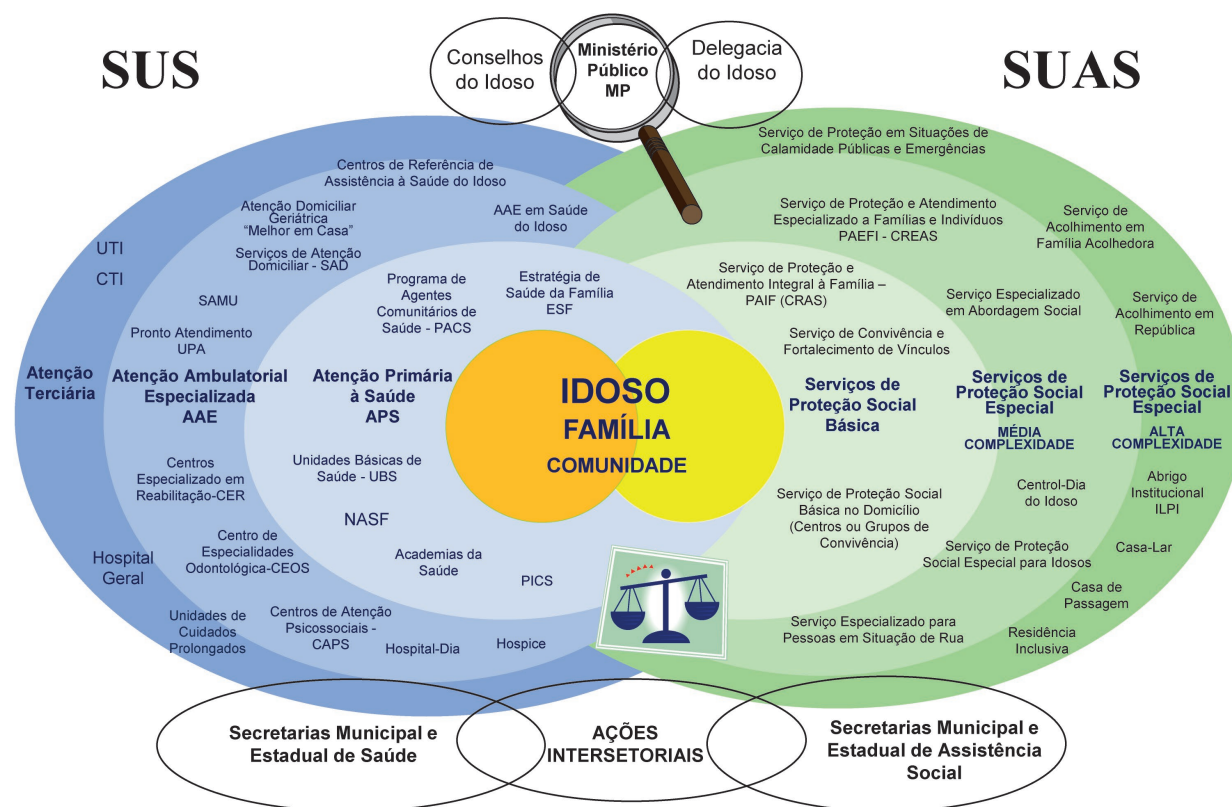 SUS
Conselhos
do Idoso
Ministério
Público
MP
Delegacia
do Idoso
SUAS
Centros de Referência de
Assistência à Saúde do Idoso
Atenção Domiciliar
Geriátrica
“Melhor em Casa”
AAE em Saúde
do Idoso
UTI
CTI
Serviços de Atenção
Domiciliar - SAD
SAMU
Programa de
Agentes
Comunitários de
Saúde - PACS
Estratégia de
Saúde da Família
ESF
Pronto Atendimento
UPA
Atenção
Terciária
Atenção Ambulatorial
Especializada
AAE
Atenção Primária
à Saúde
APS
Centros
Especializado em
Reabilitação-CER
Unidades Básicas de
Saúde - UBS
NASF
Hospital
Geral
Centro de
Especialidades
Odontológica-CEOS
Academias da
Saúde
PICS
Unidades de
Cuidados
Prolongados
Centros de Atenção
Psicossociais -
CAPS
Hospital-Dia
Hospice
IDOSO
FAMÍLIA
COMUNIDADE
Serviço de Proteção em Situações de
Calamidade Públicas e Emergências
Serviço de Proteção e Atendimento
Especializado a Famílias e Indivíduos
PAEFI - CREAS
Serviço de
Acolhimento em
Família Acolhedora
Serviço de Proteção e
Atendimento Integral à Família –
PAIF (CRAS)
Serviço Especializado
em Abordagem Social
Serviço de
Acolhimento em
República
Serviço de Convivência e
Fortalecimento de Vínculos
Serviços de
Proteção Social
Básica
Serviços de
Proteção Social
Especial
MÉDIA
COMPLEXIDADE
Serviços de
Proteção Social
Especial
ALTA
COMPLEXIDADE
Serviço de Proteção Social
Básica no Domicílio
(Centros ou Grupos de
Convivência)
Centrol-Dia
do Idoso
Abrigo
Institucional
ILPI
Serviço de Proteção
Social Especial para Idosos
Casa-Lar
Casa de
Passagem
Serviço Especializado para
Pessoas em Situação de Rua
Residência
Inclusiva
Secretarias Municipal e
Estadual de Saúde
AÇÕES
INTERSETORIAIS
Secretarias Municipal e
Estadual de Assistência
Social